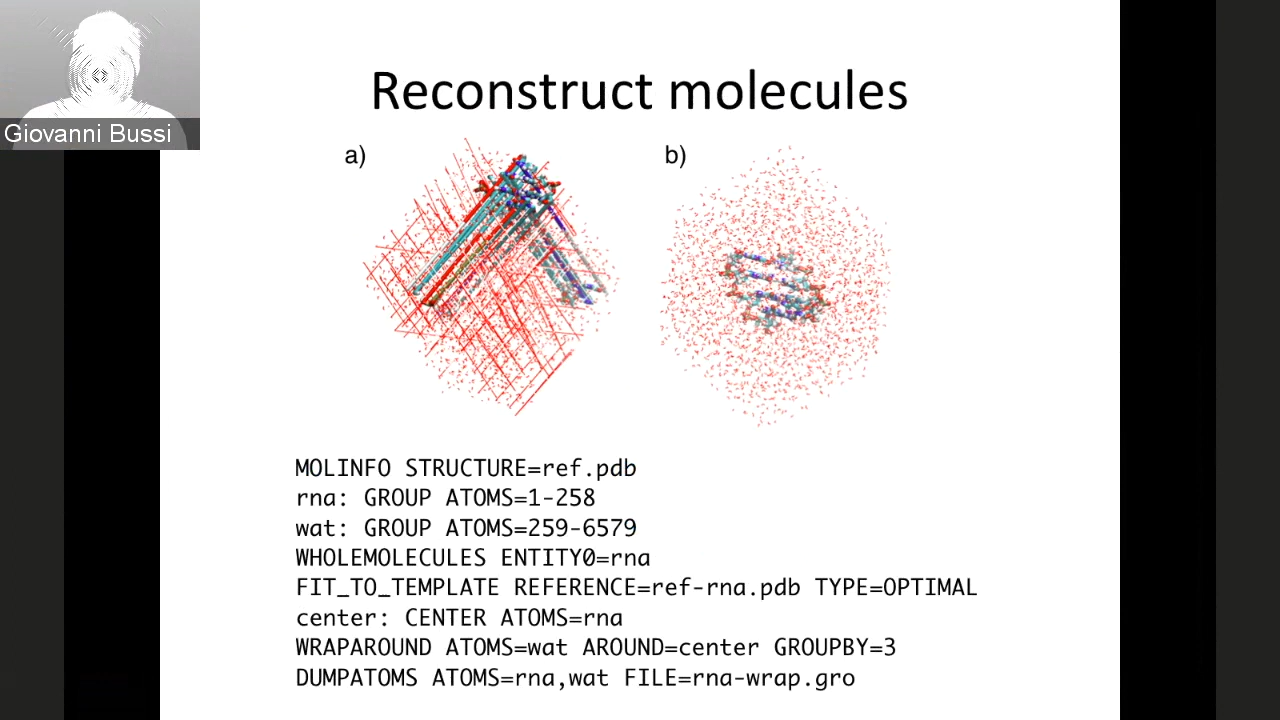 Giovanni Bussi
Reconstruct molecules
a)
b)
MOLINFO STRUCTURE=ref.pdb
rna: GROUP ATOMS=1-258
wat: GROUP ATOMS=259-6579
WHOLEMOLECULES ENTITY0=rna
FIT_TO_TEMPLATE REFERENCE=ref-rna.pdb TYPE=OPTIMAL
center: CENTER ATOMS=rna
WRAPAROUND ATOMS=wat AROUND=center GROUPBY=3
DUMPATOMS ATOMS=rna,wat FILE=rna-wrap.gro